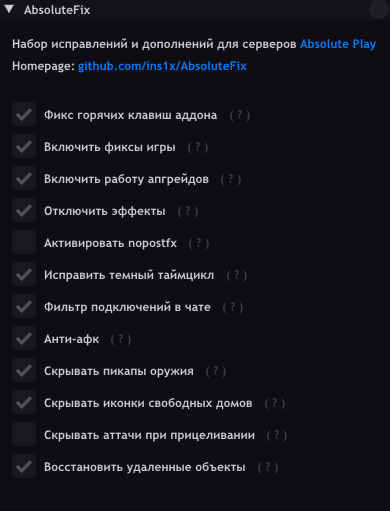 AbsoluteFix
Набор исправлений и дополнений для серверов Absolute Play
Homepage: github.com/ins1x/AbsoluteFix
Фикс горячих клавиш аддона ( ? )
Включить фиксы игры ( ? )
Включить работу апгрейдов ( ? )
Отключить эффекты ( ? )
Активировать nopostfx ( ? )
Исправить темный таймцикл ( ? )
Фильтр подключений в чате ( ? )
Анти-афк ( ? )
Скрывать пикапы оружия ( ? )
Скрывать иконки свободных домов ( ? )
Скрывать аттачи при прицеливании ( ? )
Восстановить удаленные объекты ( ? )